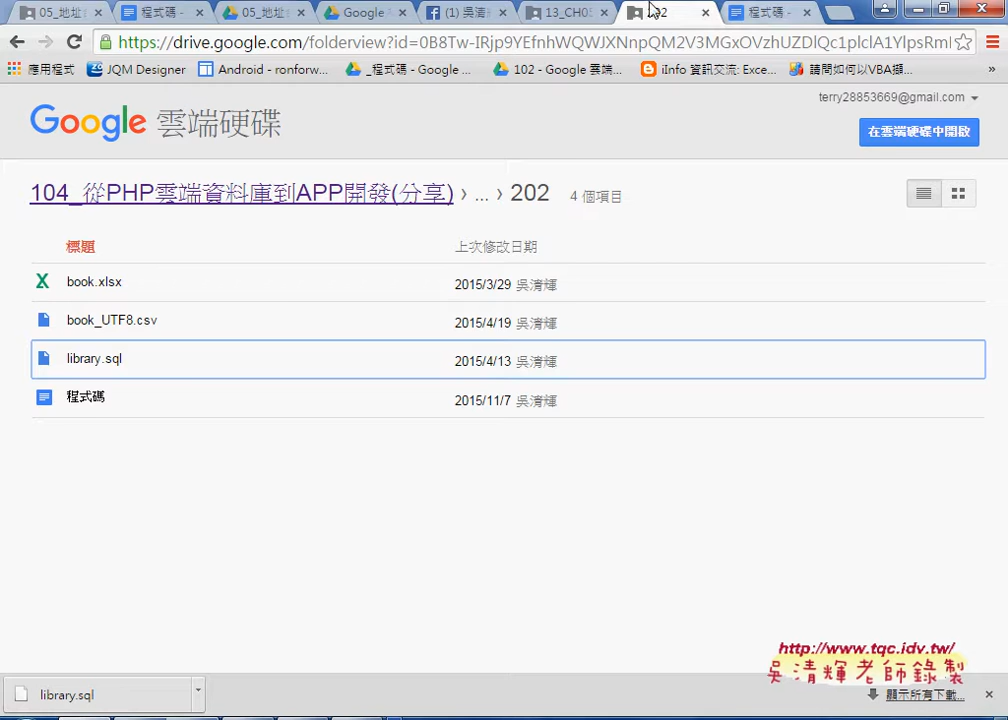 05_地址
程式碼 -
05_地址
Google
(1) 吳清
13_CH0
程式碼 -
https://drive.google.com/folderview?id=0B8Tw-IRjp9YEfnhWQWJXNnpQM2V3MGxOVzhUZDlQc1plclA1YlpsRml
應用程式
JQM Designer
Android - ronforw...
_程式碼 - Google ...
102 - Google 雲端...
iInfo 資訊交流: Exce...
請問如何以VBA擷...
»
terry28853669@gmail.com
Google 雲端硬碟
在雲端硬碟中開啟
104_從PHP雲端資料庫到APP開發(分享) › ... › 202 4 個項目
標題 上次修改日期
book.xlsx 2015/3/29 吳清輝
book_UTF8.csv 2015/4/19 吳清輝
library.sql 2015/4/13 吳清輝
程式碼 2015/11/7 吳清輝
http://www.tqc.idv.tw/
吳清輝老師錄製
library.sql
顯示所有下載...